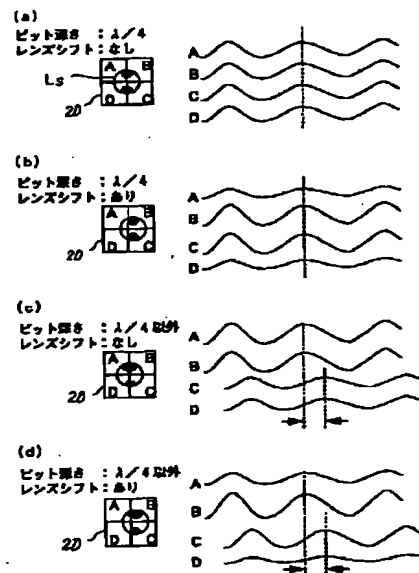 (a)
ピット深さ : λ/4
レンズシフト : なし
A B
Ls
D C
20
A
B
C
D
(b)
ピット深さ : λ/4
レンズシフト : あり
A B
D C
20
A
B
C
D
(c)
ピット深さ : λ/4 以外
レンズシフト : なし
A B
D C
20
A
B
C
D
(d)
ピット深さ : λ/4 以外
レンズシフト : あり
A B
D C
20
A
B
C
D